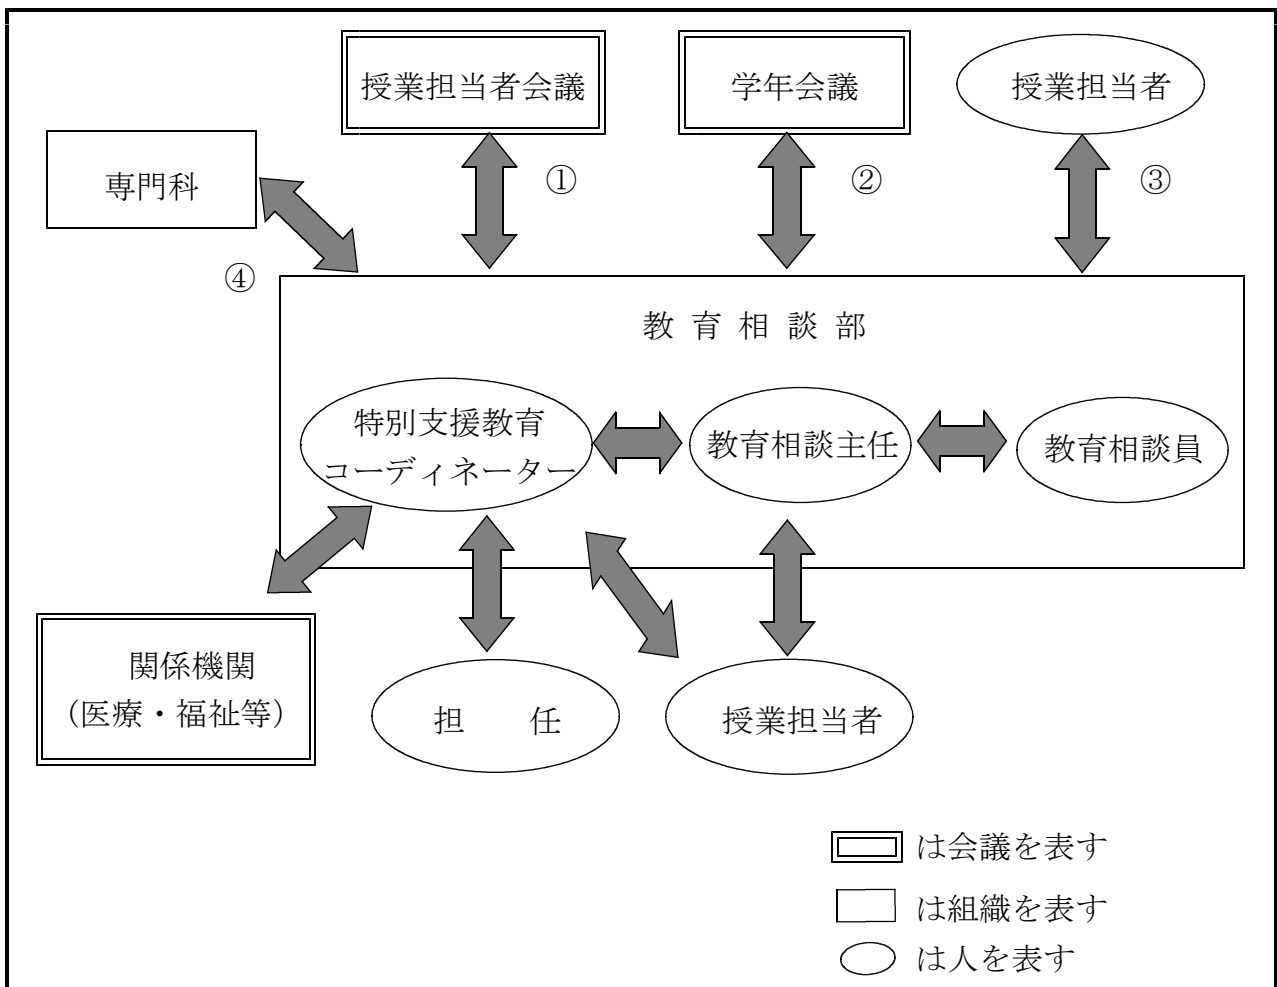 授業担当者会議
学年会議
授業担当者
専門科
①
②
③
④
教育相談部
特別支援教育
コーディネーター
教育相談主任
教育相談員
関係機関
（医療・福祉等）
担　　任
授業担当者
は会議を表す
は組織を表す
は人を表す